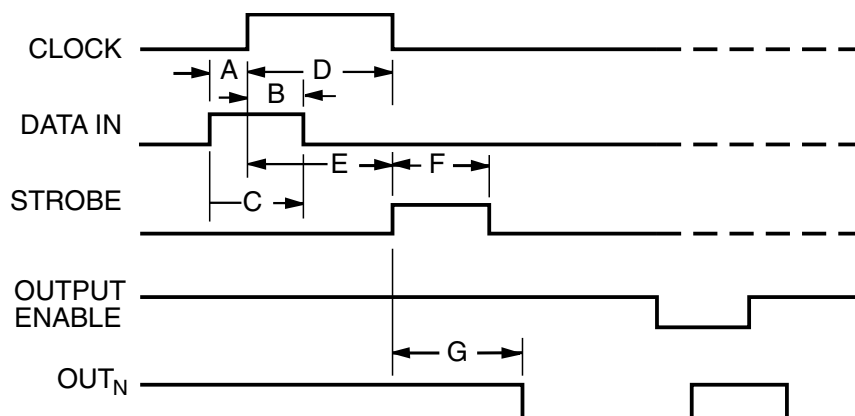 CLOCK
A
D
B
DATA IN
E
F
C
STROBE
OUTPUT
ENABLE
G
OUTN